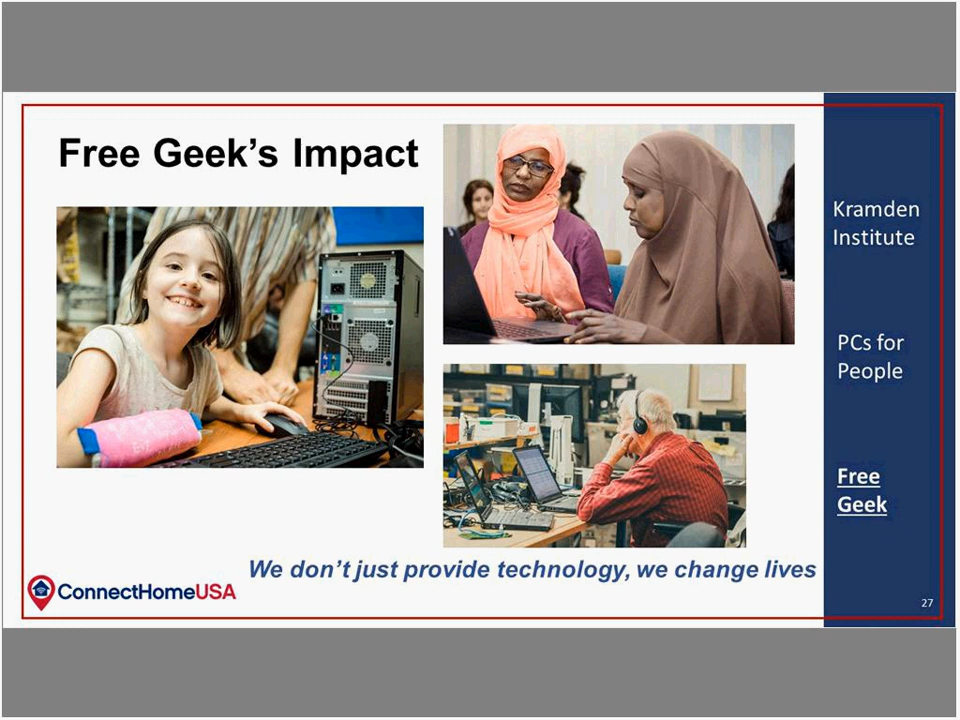 Free Geek's Impact
We don't just provide technology, we change lives
ConnectHomeUSA
Kramden
Institute
PCs for
People
Free
Geek
27